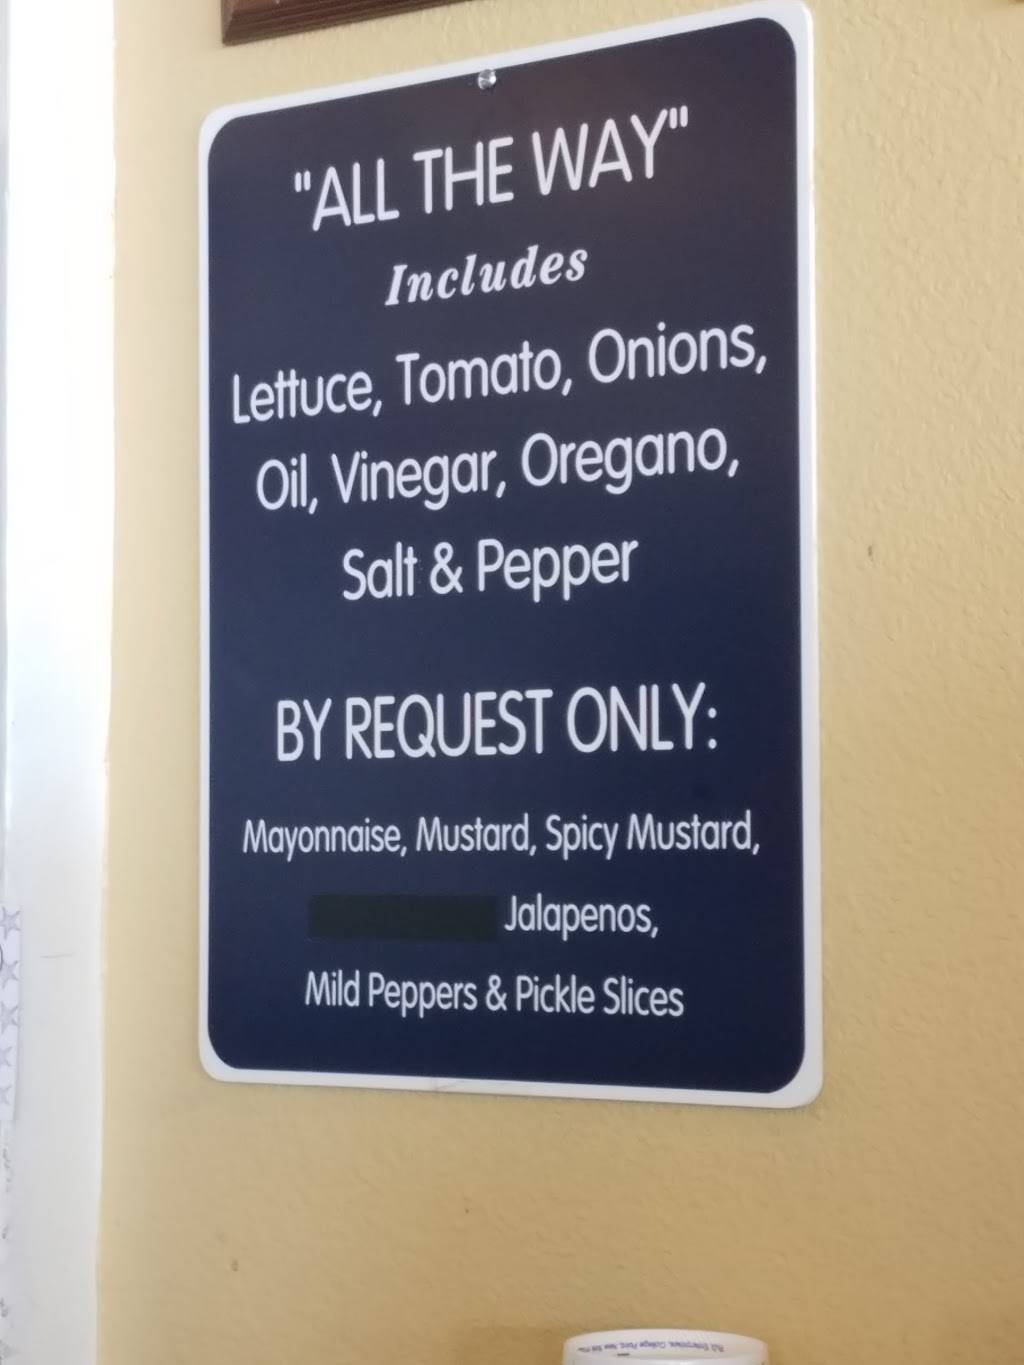 "ALL THE WAY"
Includes
Lettuce, Tomato, Onions,
Oil, Vinegar, Oregano,
Salt & Pepper
BY REQUEST ONLY:
Mayonnaise, Mustard, Spicy Mustard,
Jalapenos,
Mild Peppers & Pickle Slices